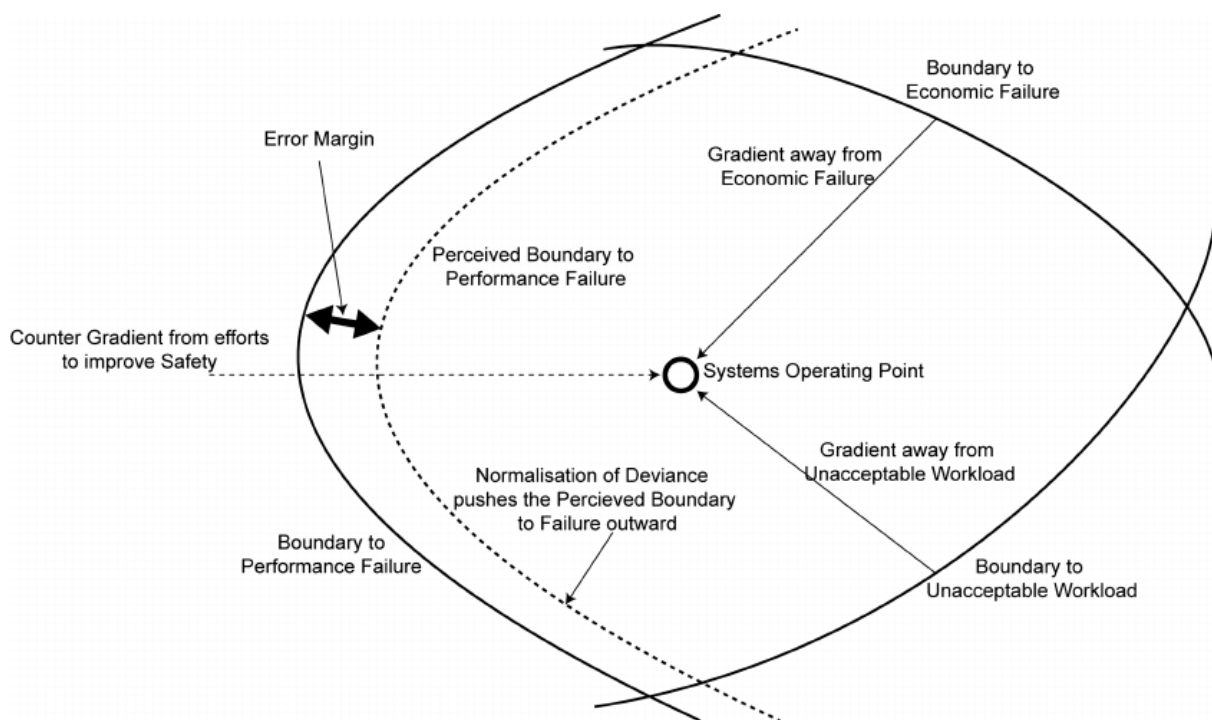 Boundary to
Economic Failure
Error Margin
Gradient away from
Economic Failure
Perceived Boundary to
Performance Failure
Counter Gradient from efforts
to improve Safety
Systems Operating Point
Gradient away from
Unacceptable Workload
Normalisation of Deviance
pushes the Percieved Boundary
to Failure outward
Boundary to
Performance Failure
Boundary to
Unacceptable Workload